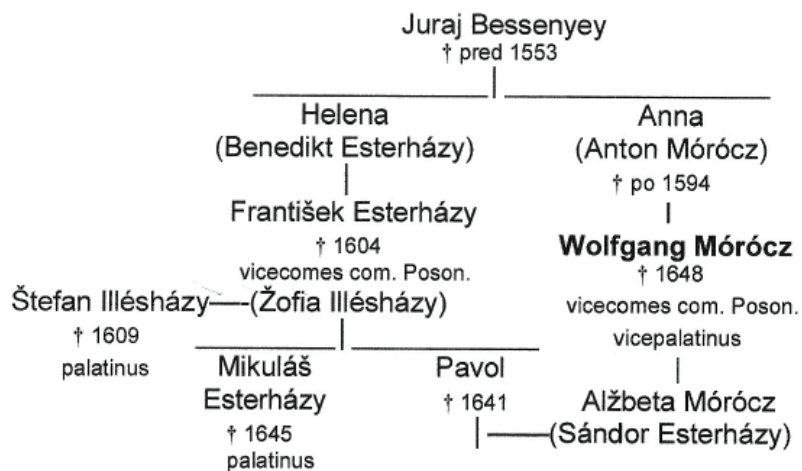 Juraj Bessenyey
† pred 1553
Helena
(Benedikt Esterházy)
Anna
(Anton Mórócz)
† po 1594
František Esterházy
† 1604
vicecomes com. Poson.
Wolfgang Mórócz
† 1648
vicecomes com. Poson.
vicepalatinus
Štefan Illésházy
† 1609
palatinus
(Žofia Illésházy)
Mikuláš
Esterházy
† 1645
palatinus
Pavol
† 1641
Alžbeta Mórócz
(Sándor Esterházy)